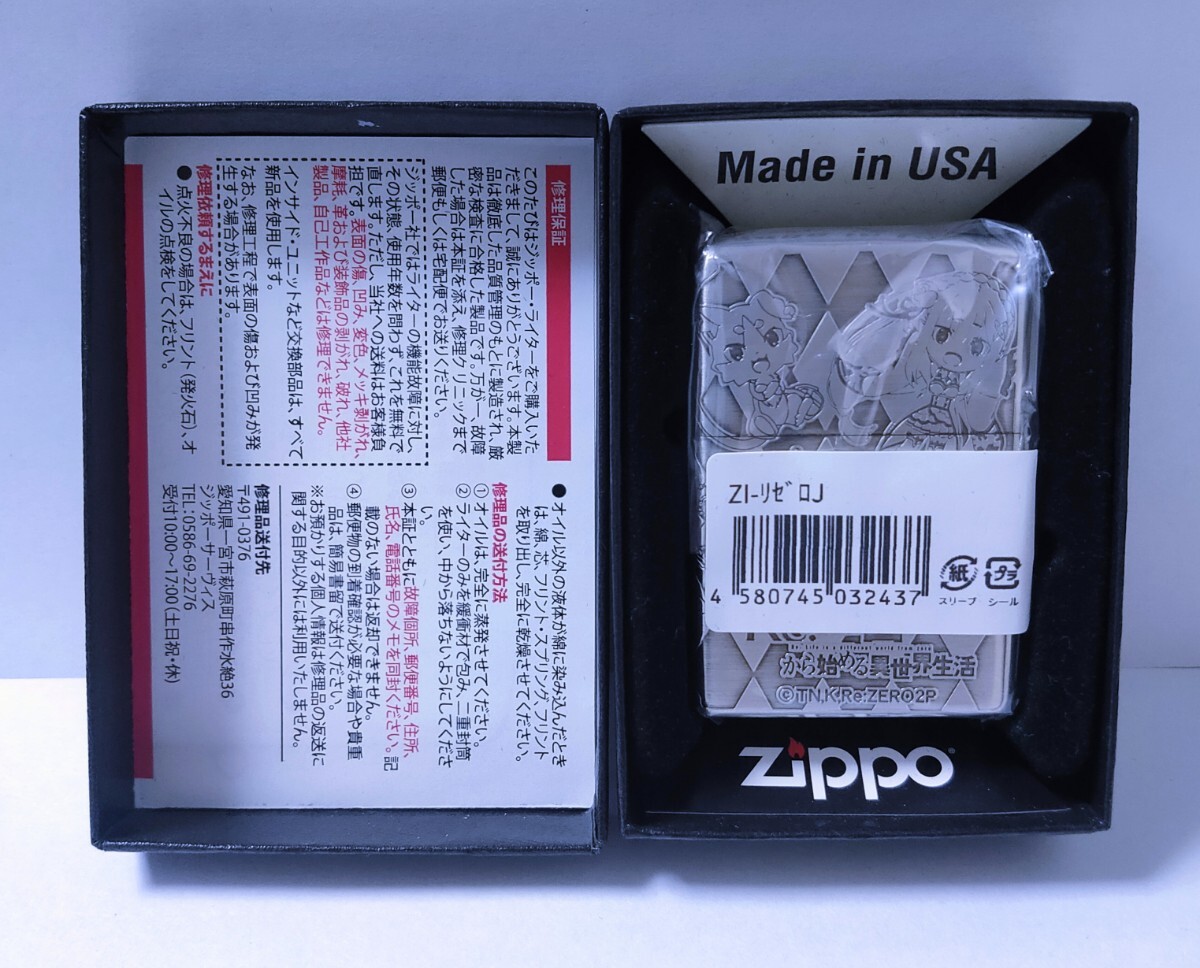 修理保証
このたびはジッポー・ライターをご購入いた
だきまして、誠にありがとうございます。本製
品は徹底した品質管理のもとに製造され、厳
密な検査に合格した製品です。万が一、故障
した場合は本証を添え、修理クリニックまで
郵便もしくは宅配便でお送りください。
ジッポー社ではライターの機能故障に対し、
その状態、使用年数を問わず、これを無料で
直します。ただし、当社への送料はお客様負
担です。表面の傷、凹み、変色、メッキ剥がれ、
摩耗、革および装飾品の剥がれ、破れ、他社
製品、自己工作品などは修理できません。
インサイド・ユニットなど交換部品は、すべて
新品を使用します。
なお、修理工程で表面の傷および凹みが発
生する場合があります。
修理依頼するまえに
●点火不良の場合は、フリント(発火石)、オ
イルの点検をしてください。
●オイル以外の液体が綿に染み込んだとき
は、綿、芯、フリント・スプリング、フリント
を取り出し、完全に乾燥させてください。
修理品の送付方法
①オイルは、完全に蒸発させてください。
②ライターのみを緩衝材で包み、二重封筒
を使い、中から落ちないようにしてくださ
い。
③本証とともに故障個所、郵便番号、住所、
氏名、電話番号のメモを同封ください。記
載のない場合は返却できません。
④郵便物の到着確認が必要な場合や貴重
品は、簡易書留で送付ください。
※お預かりする個人情報は修理品の返送に
関する目的以外には利用いたしません。
修理品送付先
〒491-0376
愛知県一宮市萩原町串作水絶36
ジッポーサーヴィス
TEL:0586-69-2276
受付10:00〜17:00(土日祝・休)
Made in USA
ZI-ﾘｾﾞﾛJ
4 580745 032437
紙
スリーブ
プラ
シール
Re: Life in a different world from zero
から始める異世界生活
©TN,K,Re:ZERO2P
zippo